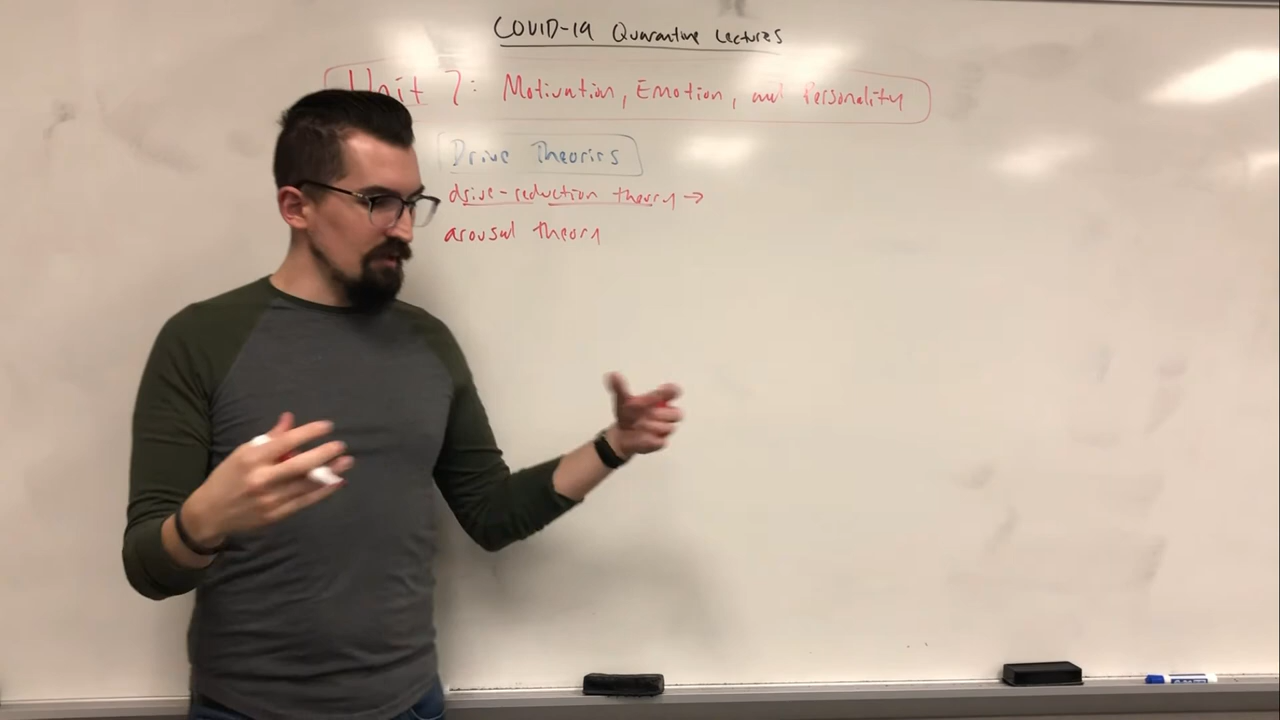 COVID-19 Quarantine Lectures
Unit 7: Motivation, Emotion, and Personality
Drive Theories
drive-reduction theory →
arousal theory